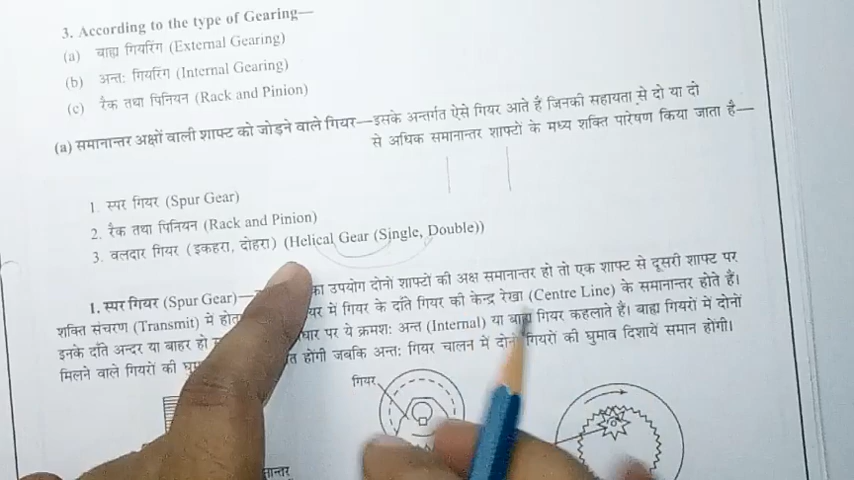 3. According to the type of Gearing—
(a) बाह्य गियरिंग (External Gearing)
(b) अन्तः गियरिंग (Internal Gearing)
(c) रैक तथा पिनियन (Rack and Pinion)
(a) समानान्तर अक्षों वाली शाफ्ट को जोड़ने वाले गियर—इसके अन्तर्गत ऐसे गियर आते हैं जिनकी सहायता से दो या दो
से अधिक समानान्तर शाफ्टों के मध्य शक्ति पारेषण किया जाता है—
1. स्पर गियर (Spur Gear)
2. रैक तथा पिनियन (Rack and Pinion)
3. वलदार गियर (इकहरा, दोहरा) (Helical Gear (Single, Double))
1. स्पर गियर (Spur Gear)— का उपयोग दोनो शाफ्टों की अक्ष समानान्तर हो तो एक शाफ्ट से दूसरी शाफ्ट पर
शक्ति संचरण (Transmit) में होता में गियर के दाँते गियर की केन्द्र रेखा (Centre Line) के समानान्तर होते हैं।
इनके दाँते अन्दर या बाहर हो पर ये क्रमशः अन्त (Internal) या बाह्य गियर कहलाते हैं। बाह्य गियरों में दोनों
मिलने वाले गियरों की होंगी जबकि अन्तः गियर चालन में दोनों गियरों की घुमाव दिशायें समान होंगी।
गियर